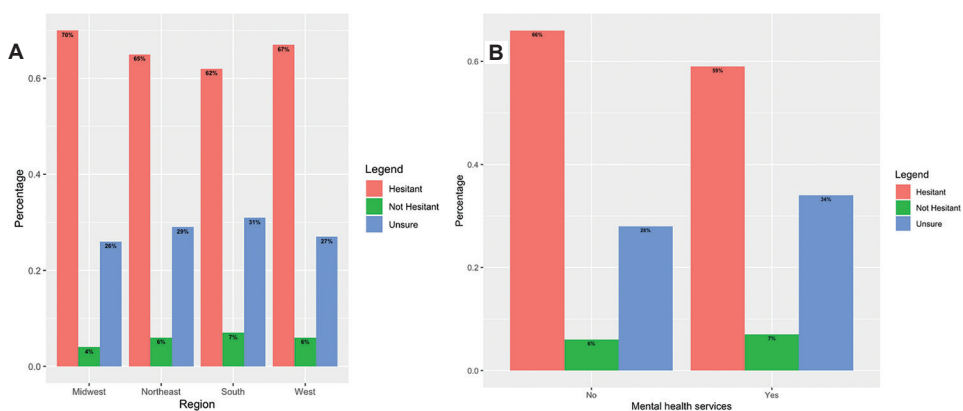 A
70%
65%
62%
67%
0.6
0.4
0.2
0.0
26%
29%
31%
27%
4%
6%
7%
6%
Midwest
Northeast
South
West
Region
Percentage
Legend
Hesitant
Not Hesitant
Unsure
B
66%
59%
0.6
0.4
0.2
0.0
28%
34%
6%
7%
No
Yes
Mental health services
Percentage
Legend
Hesitant
Not Hesitant
Unsure